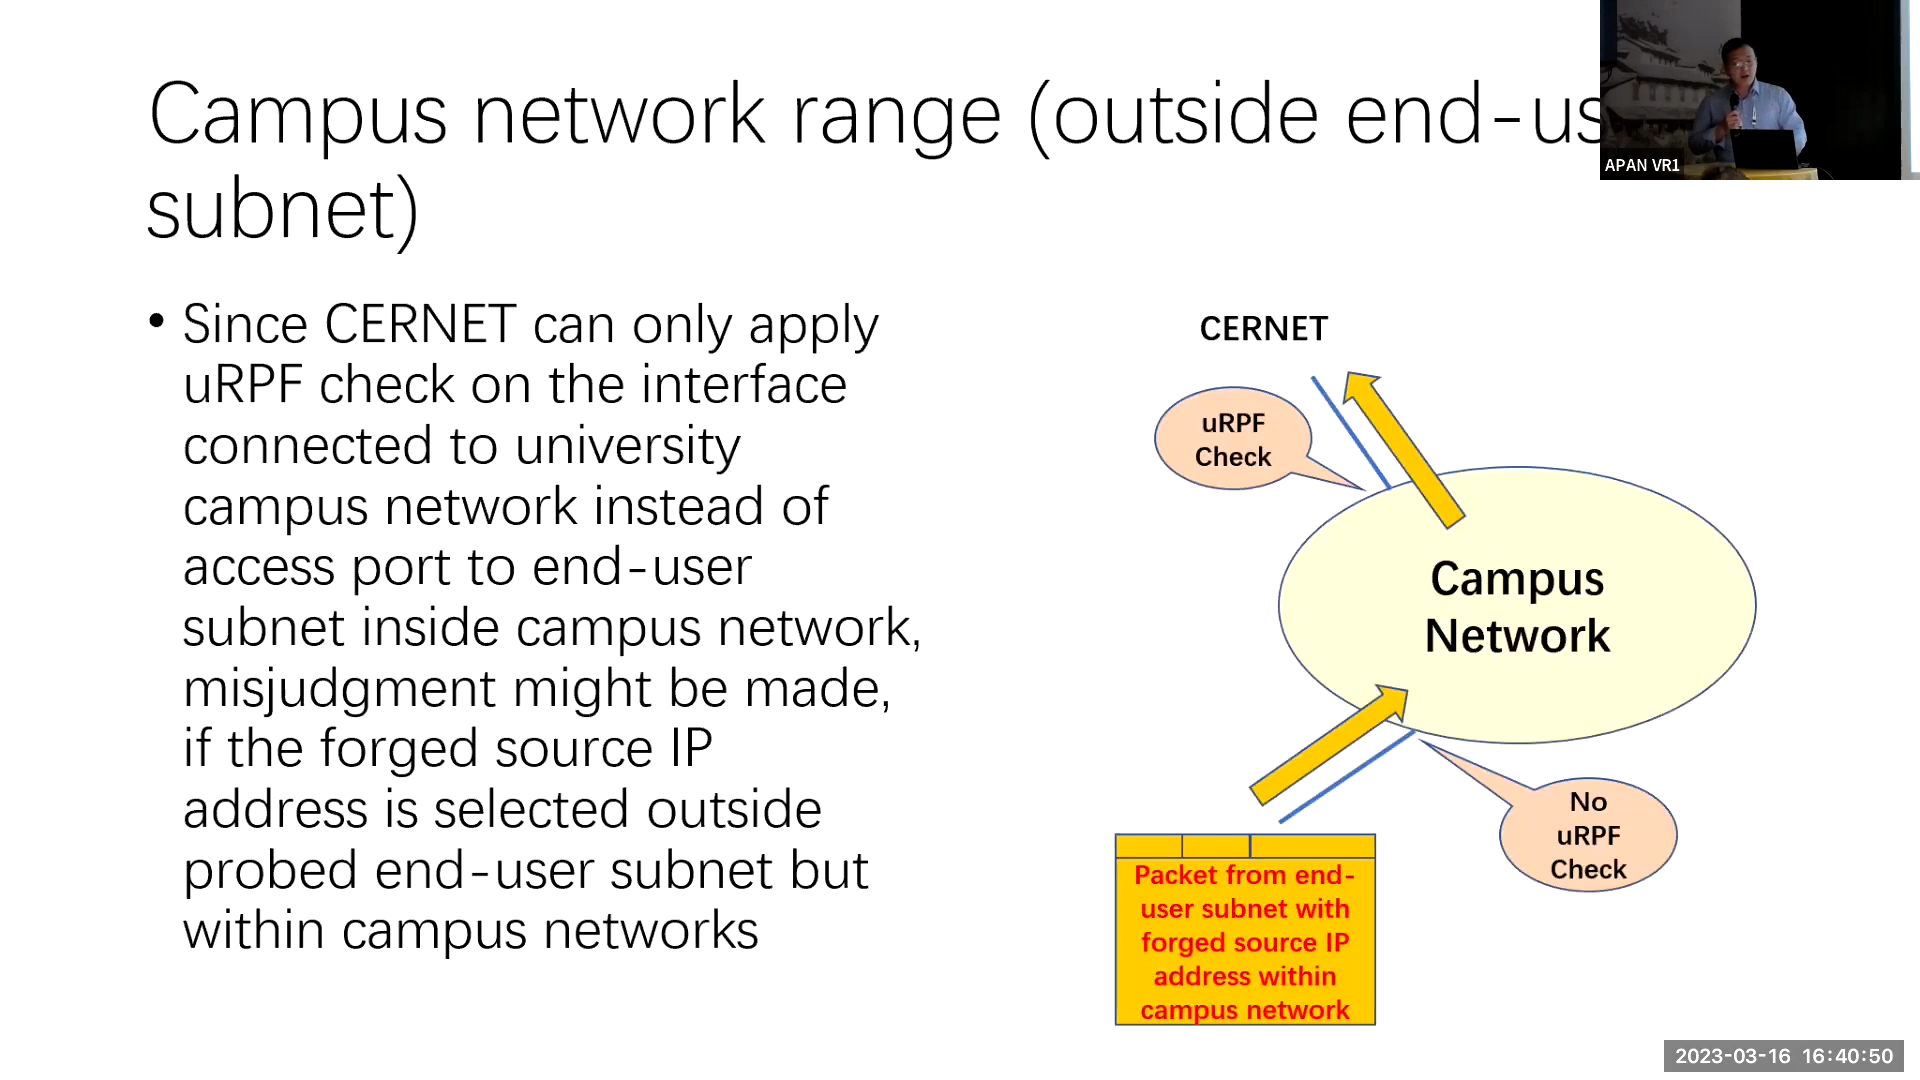 Campus network range (outside end-us
subnet)
APAN VR1
• Since CERNET can only apply
uRPF check on the interface
connected to university
campus network instead of
access port to end-user
subnet inside campus network,
misjudgment might be made,
if the forged source IP
address is selected outside
probed end-user subnet but
within campus networks
CERNET
uRPF
Check
Campus
Network
No
uRPF
Check
Packet from end-
user subnet with
forged source IP
address within
campus network
2023-03-16 16:40:50